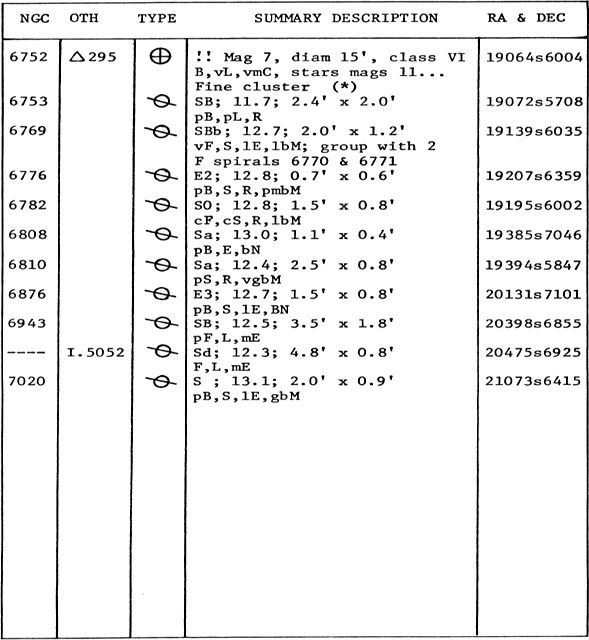 NGC OTH TYPE SUMMARY DESCRIPTION RA & DEC
6752 △295 ⊕ !! Mag 7, diam 15', class VI 19064s6004
B,vL,vmC, stars mags 11...
Fine cluster (*)
6753 SB; 11.7; 2.4' x 2.0' 19072s5708
pB,pL,R
6769 SBb; 12.7; 2.0' x 1.2' 19139s6035
vF,S,lE,lbM; group with 2
F spirals 6770 & 6771
6776 E2; 12.8; 0.7' x 0.6' 19207s6359
pB,S,R,pmbM
6782 S0; 12.8; 1.5' x 0.8' 19195s6002
cF,cS,R,lbM
6808 Sa; 13.0; 1.1' x 0.4' 19385s7046
pB,E,bN
6810 Sa; 12.4; 2.5' x 0.8' 19394s5847
pS,R,vgbM
6876 E3; 12.7; 1.5' x 0.8' 20131s7101
pB,S,lE,BN
6943 SB; 12.5; 3.5' x 1.8' 20398s6855
pF,L,mE
---- I.5052 Sd; 12.3; 4.8' x 0.8' 20475s6925
F,L,mE
7020 S ; 13.1; 2.0' x 0.9' 21073s6415
pB,S,lE,gbM